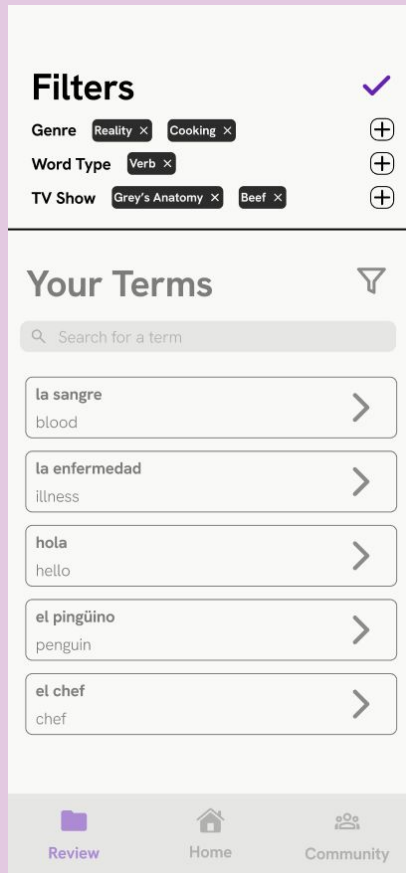 Filters
Genre Reality × Cooking ×
Word Type Verb ×
TV Show Grey's Anatomy × Beef ×
Your Terms
Search for a term
la sangre
blood
la enfermedad
illness
hola
hello
el pingüino
penguin
el chef
chef
Review Home Community